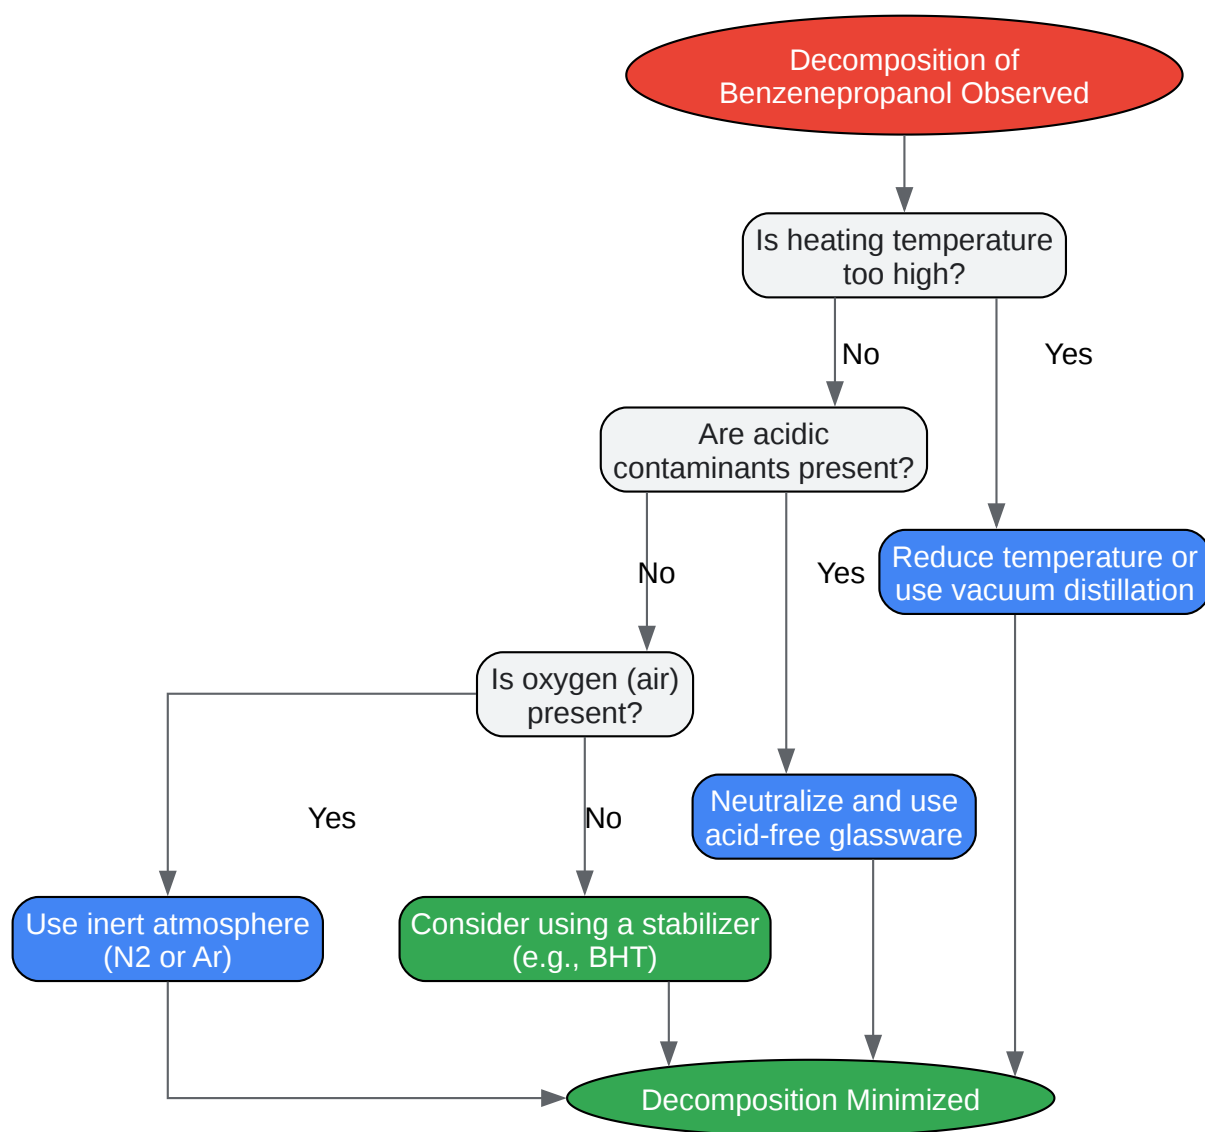 Decomposition of
Benzenepropanol Observed
Is heating temperature
too high?
No
Yes
Are acidic
contaminants present?
No
Yes
Reduce temperature or
use vacuum distillation
Is oxygen (air)
present?
Yes
No
Neutralize and use
acid-free glassware
Use inert atmosphere
(N2 or Ar)
Consider using a stabilizer
(e.g., BHT)
Decomposition Minimized